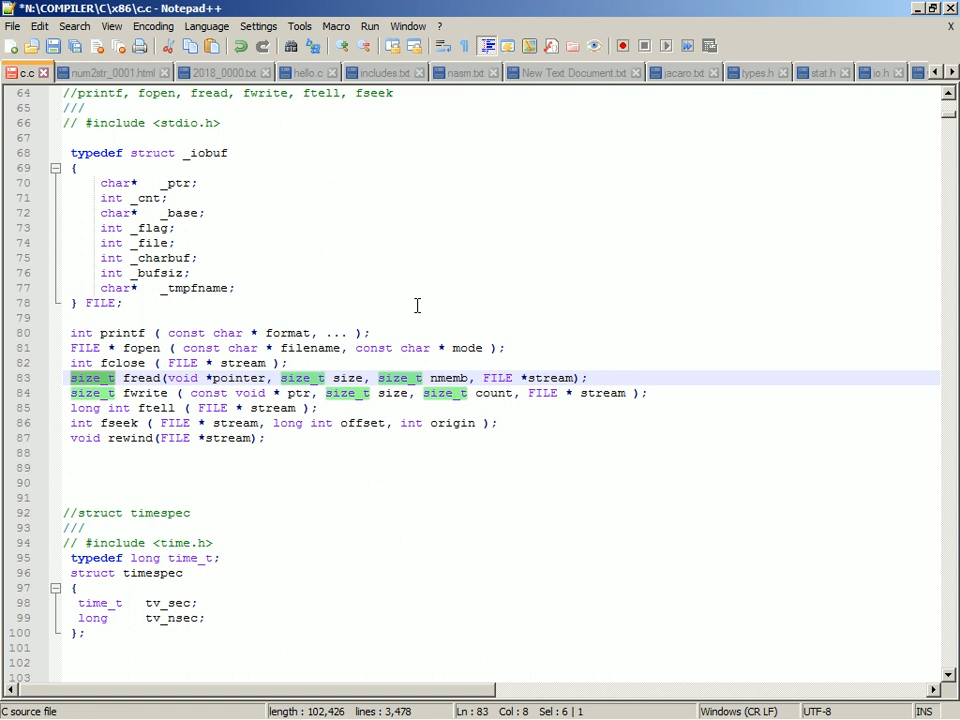 *N:\COMPILER\C\x86\c.c - Notepad++
File Edit Search View Encoding Language Settings Tools Macro Run Window ? X
c.c num2str_0001.html 2018_0000.txt hello.c includes.txt nasm.txt New Text Document.txt jacaro.txt types.h stat.h io.h
64 //printf, fopen, fread, fwrite, ftell, fseek
65 ///
66 // #include <stdio.h>
67
68 typedef struct _iobuf
69 {
70 char* _ptr;
71 int _cnt;
72 char* _base;
73 int _flag;
74 int _file;
75 int _charbuf;
76 int _bufsiz;
77 char* _tmpfname;
78 } FILE;
79
80 int printf ( const char * format, ... );
81 FILE * fopen ( const char * filename, const char * mode );
82 int fclose ( FILE * stream );
83 size_t fread(void *pointer, size_t size, size_t nmemb, FILE *stream);
84 size_t fwrite ( const void * ptr, size_t size, size_t count, FILE * stream );
85 long int ftell ( FILE * stream );
86 int fseek ( FILE * stream, long int offset, int origin );
87 void rewind(FILE *stream);
88
89
90
91
92 //struct timespec
93 ///
94 // #include <time.h>
95 typedef long time_t;
96 struct timespec
97 {
98 time_t tv_sec;
99 long tv_nsec;
100 };
101
102
103
C source file length : 102,426 lines : 3,478 Ln : 83 Col : 8 Sel : 6 | 1 Windows (CR LF) UTF-8 INS